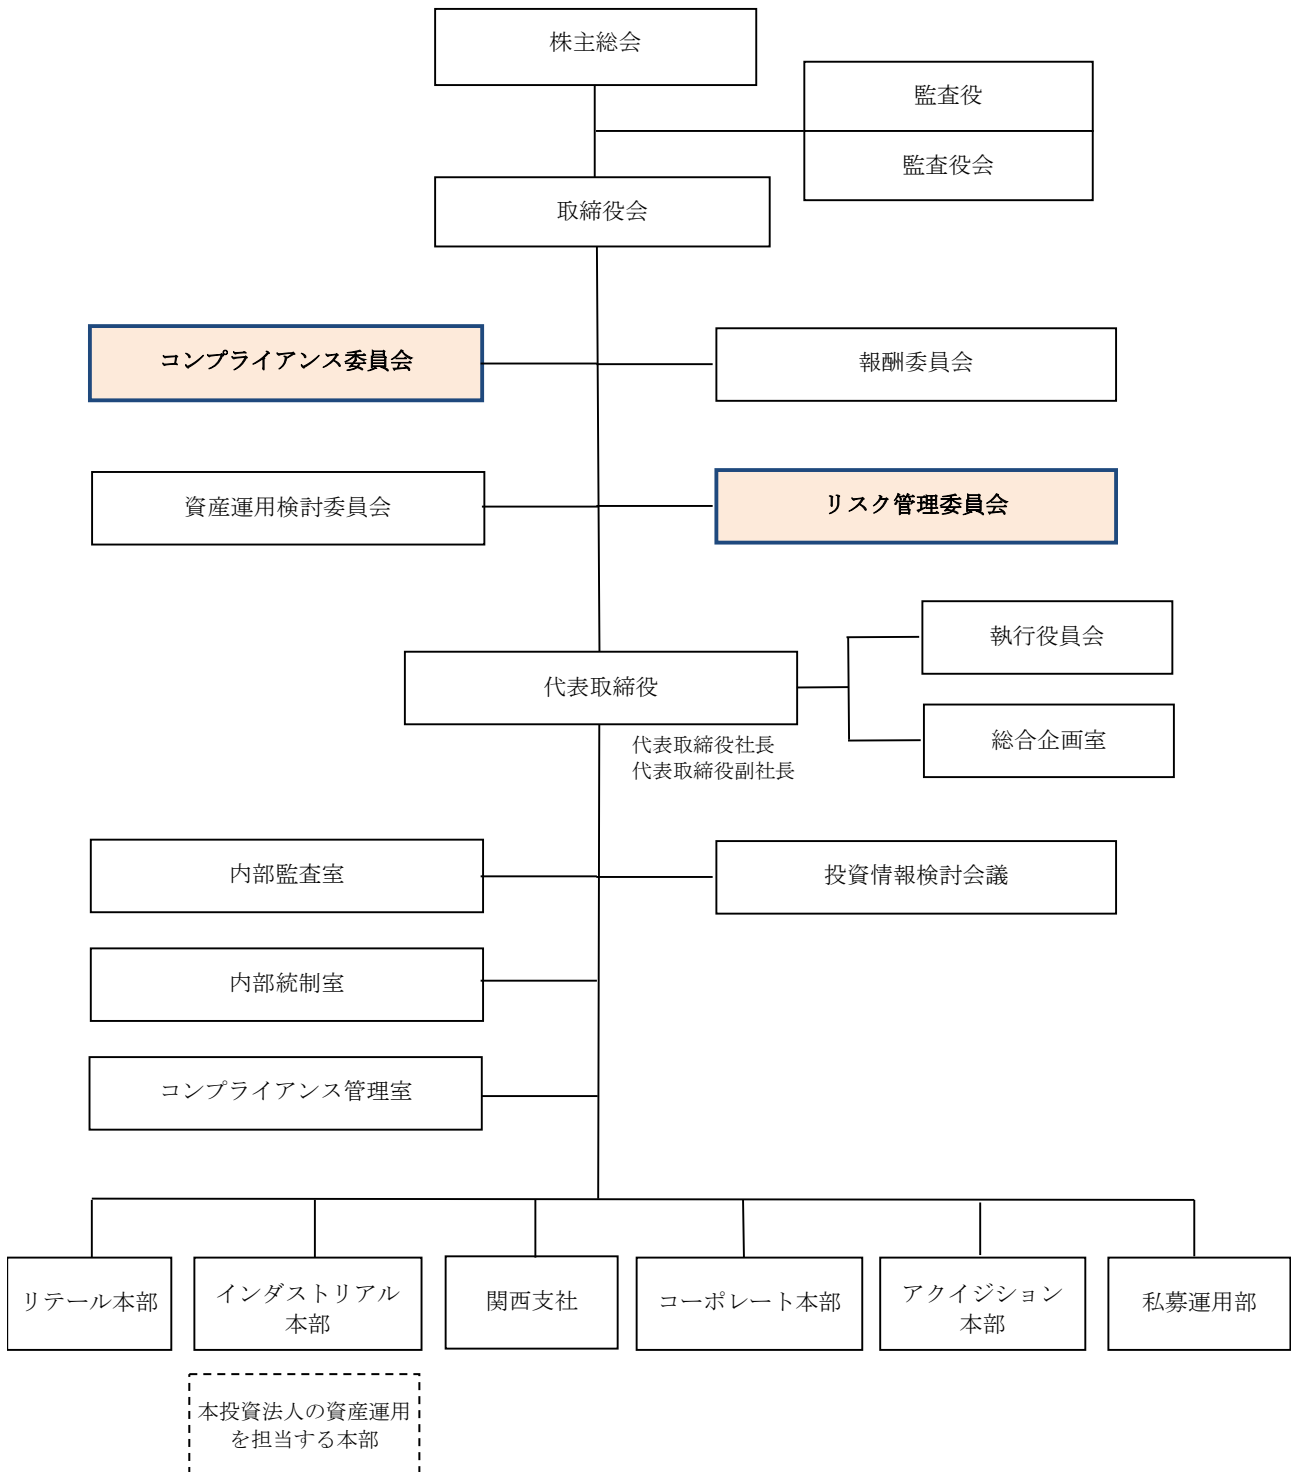 株主総会
監査役
監査役会
取締役会
コンプライアンス委員会
報酬委員会
資産運用検討委員会
リスク管理委員会
執行役員会
代表取締役
総合企画室
代表取締役社長
代表取締役副社長
内部監査室
投資情報検討会議
内部統制室
コンプライアンス管理室
リテール本部
インダストリアル
本部
関西支社
コーポレート本部
アクイジション
本部
私募運用部
本投資法人の資産運用
を担当する本部